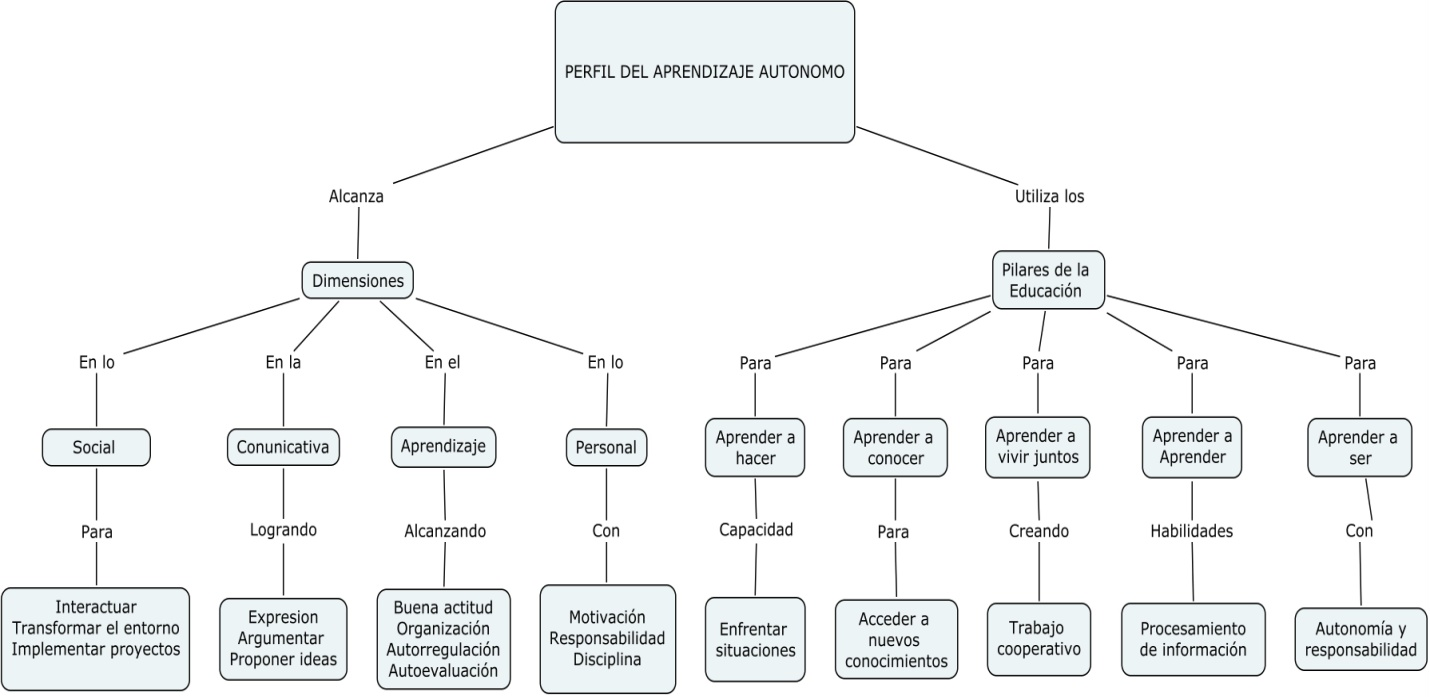 PERFIL DEL APRENDIZAJE AUTONOMO
Alcanza
Utiliza los
Dimensiones
Pilares de la
Educación
En lo
En la
En el
En lo
Para
Para
Para
Para
Para
Social
Conunicativa
Aprendizaje
Personal
Aprender a
hacer
Aprender a
conocer
Aprender a
vivir juntos
Aprender a
Aprender
Aprender a
ser
Para
Logrando
Alcanzando
Con
Capacidad
Para
Creando
Habilidades
Con
Interactuar
Transformar el entorno
Implementar proyectos
Expresion
Argumentar
Proponer ideas
Buena actitud
Organización
Autorregulación
Autoevaluación
Motivación
Responsabilidad
Disciplina
Enfrentar
situaciones
Acceder a
nuevos
conocimientos
Trabajo
cooperativo
Procesamiento
de información
Autonomía y
responsabilidad